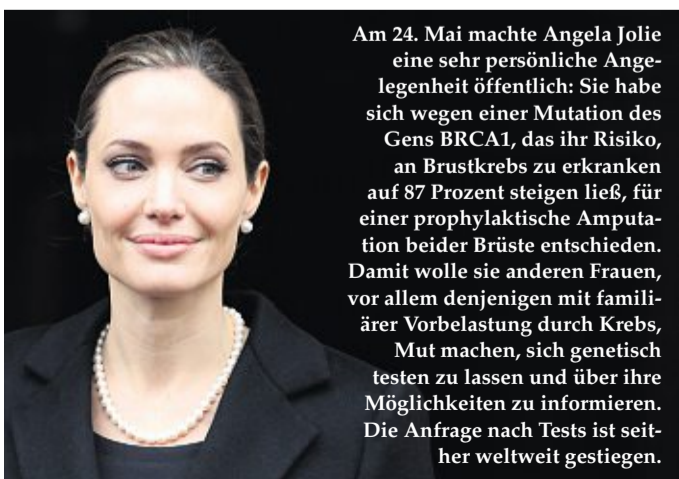 Am 24. Mai machte Angela Jolie
eine sehr persönliche Ange-
legenheit öffentlich: Sie habe
sich wegen einer Mutation des
Gens BRCA1, das ihr Risiko,
an Brustkrebs zu erkranken
auf 87 Prozent steigen ließ, für
einer prophylaktische Amputa-
tion beider Brüste entschieden.
Damit wolle sie anderen Frauen,
vor allem denjenigen mit famili-
ärer Vorbelastung durch Krebs,
Mut machen, sich genetisch
testen zu lassen und über ihre
Möglichkeiten zu informieren.
Die Anfrage nach Tests ist seit-
her weltweit gestiegen.